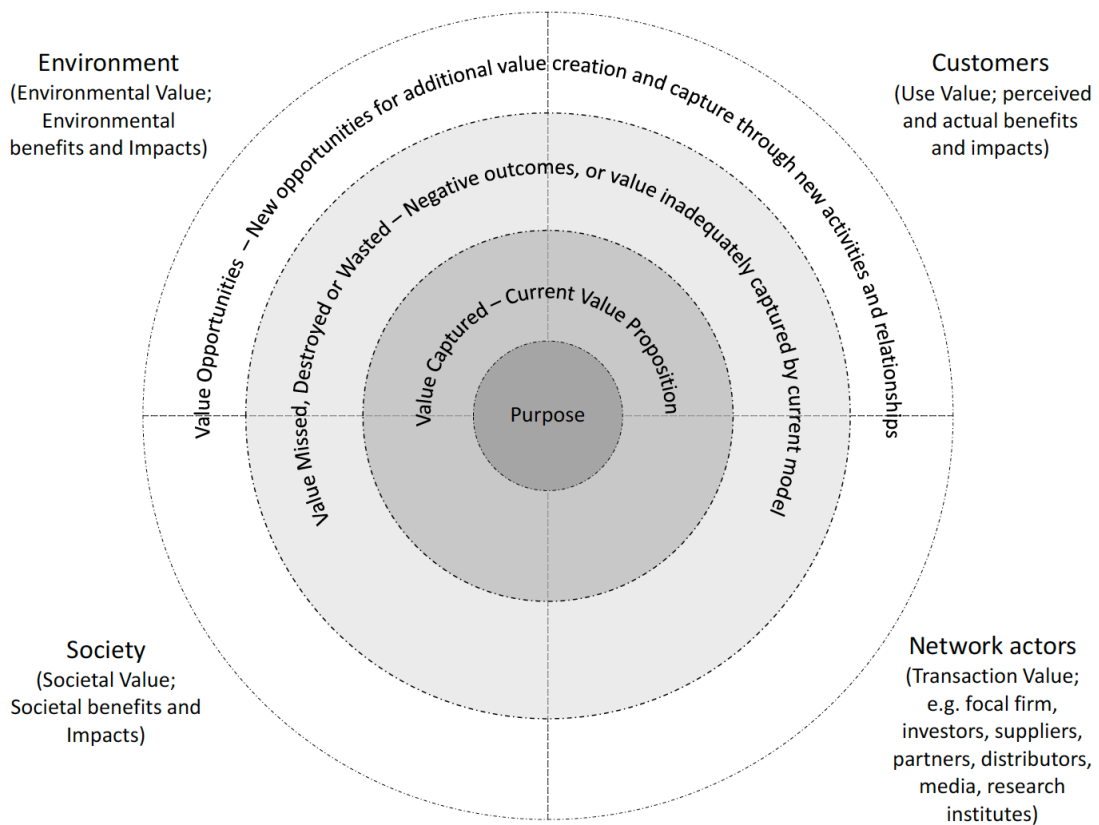 Environment
(Environmental Value;
Environmental
benefits and Impacts)
Customers
(Use Value; perceived
and actual benefits
and impacts)
Value Opportunities – New opportunities for additional value creation and capture through new activities and relationships
Value Missed, Destroyed or Wasted – Negative outcomes, or value inadequately captured by current model
Value Captured – Current Value Proposition
Purpose
Society
(Societal Value;
Societal benefits and
Impacts)
Network actors
(Transaction Value;
e.g. focal firm,
investors, suppliers,
partners, distributors,
media, research
institutes)